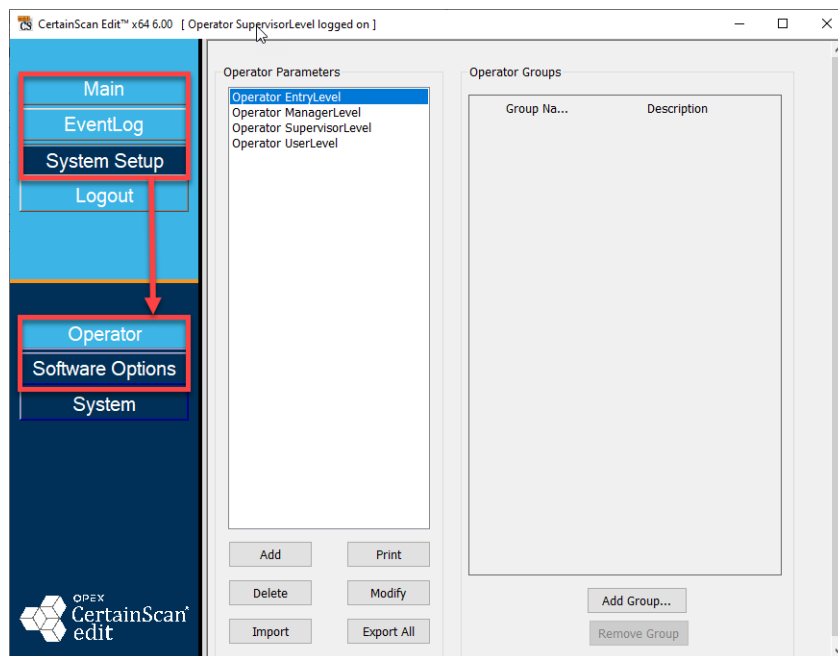 CertainScan Edit™ x64 6.00 [ Operator SupervisorLevel logged on ]
Main
EventLog
System Setup
Logout
Operator
Software Options
System
OPEX
CertainScan
edit
Operator Parameters
Operator EntryLevel
Operator ManagerLevel
Operator SupervisorLevel
Operator UserLevel
Add Print
Delete Modify
Import Export All
Operator Groups
Group Na... Description
Add Group...
Remove Group